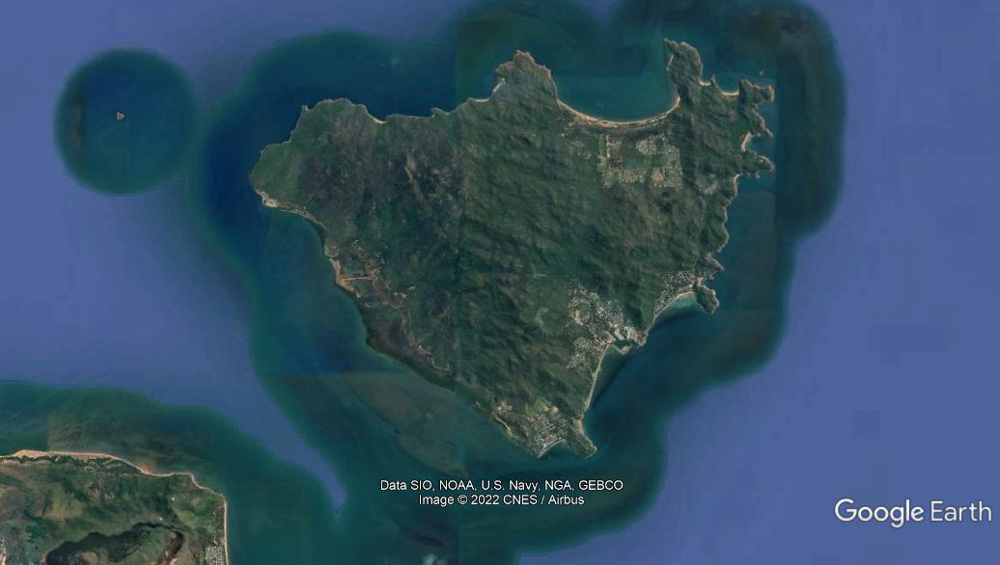 Data SIO, NOAA, U.S. Navy, NGA, GEBCO
Image © 2022 CNES / Airbus
Google Earth